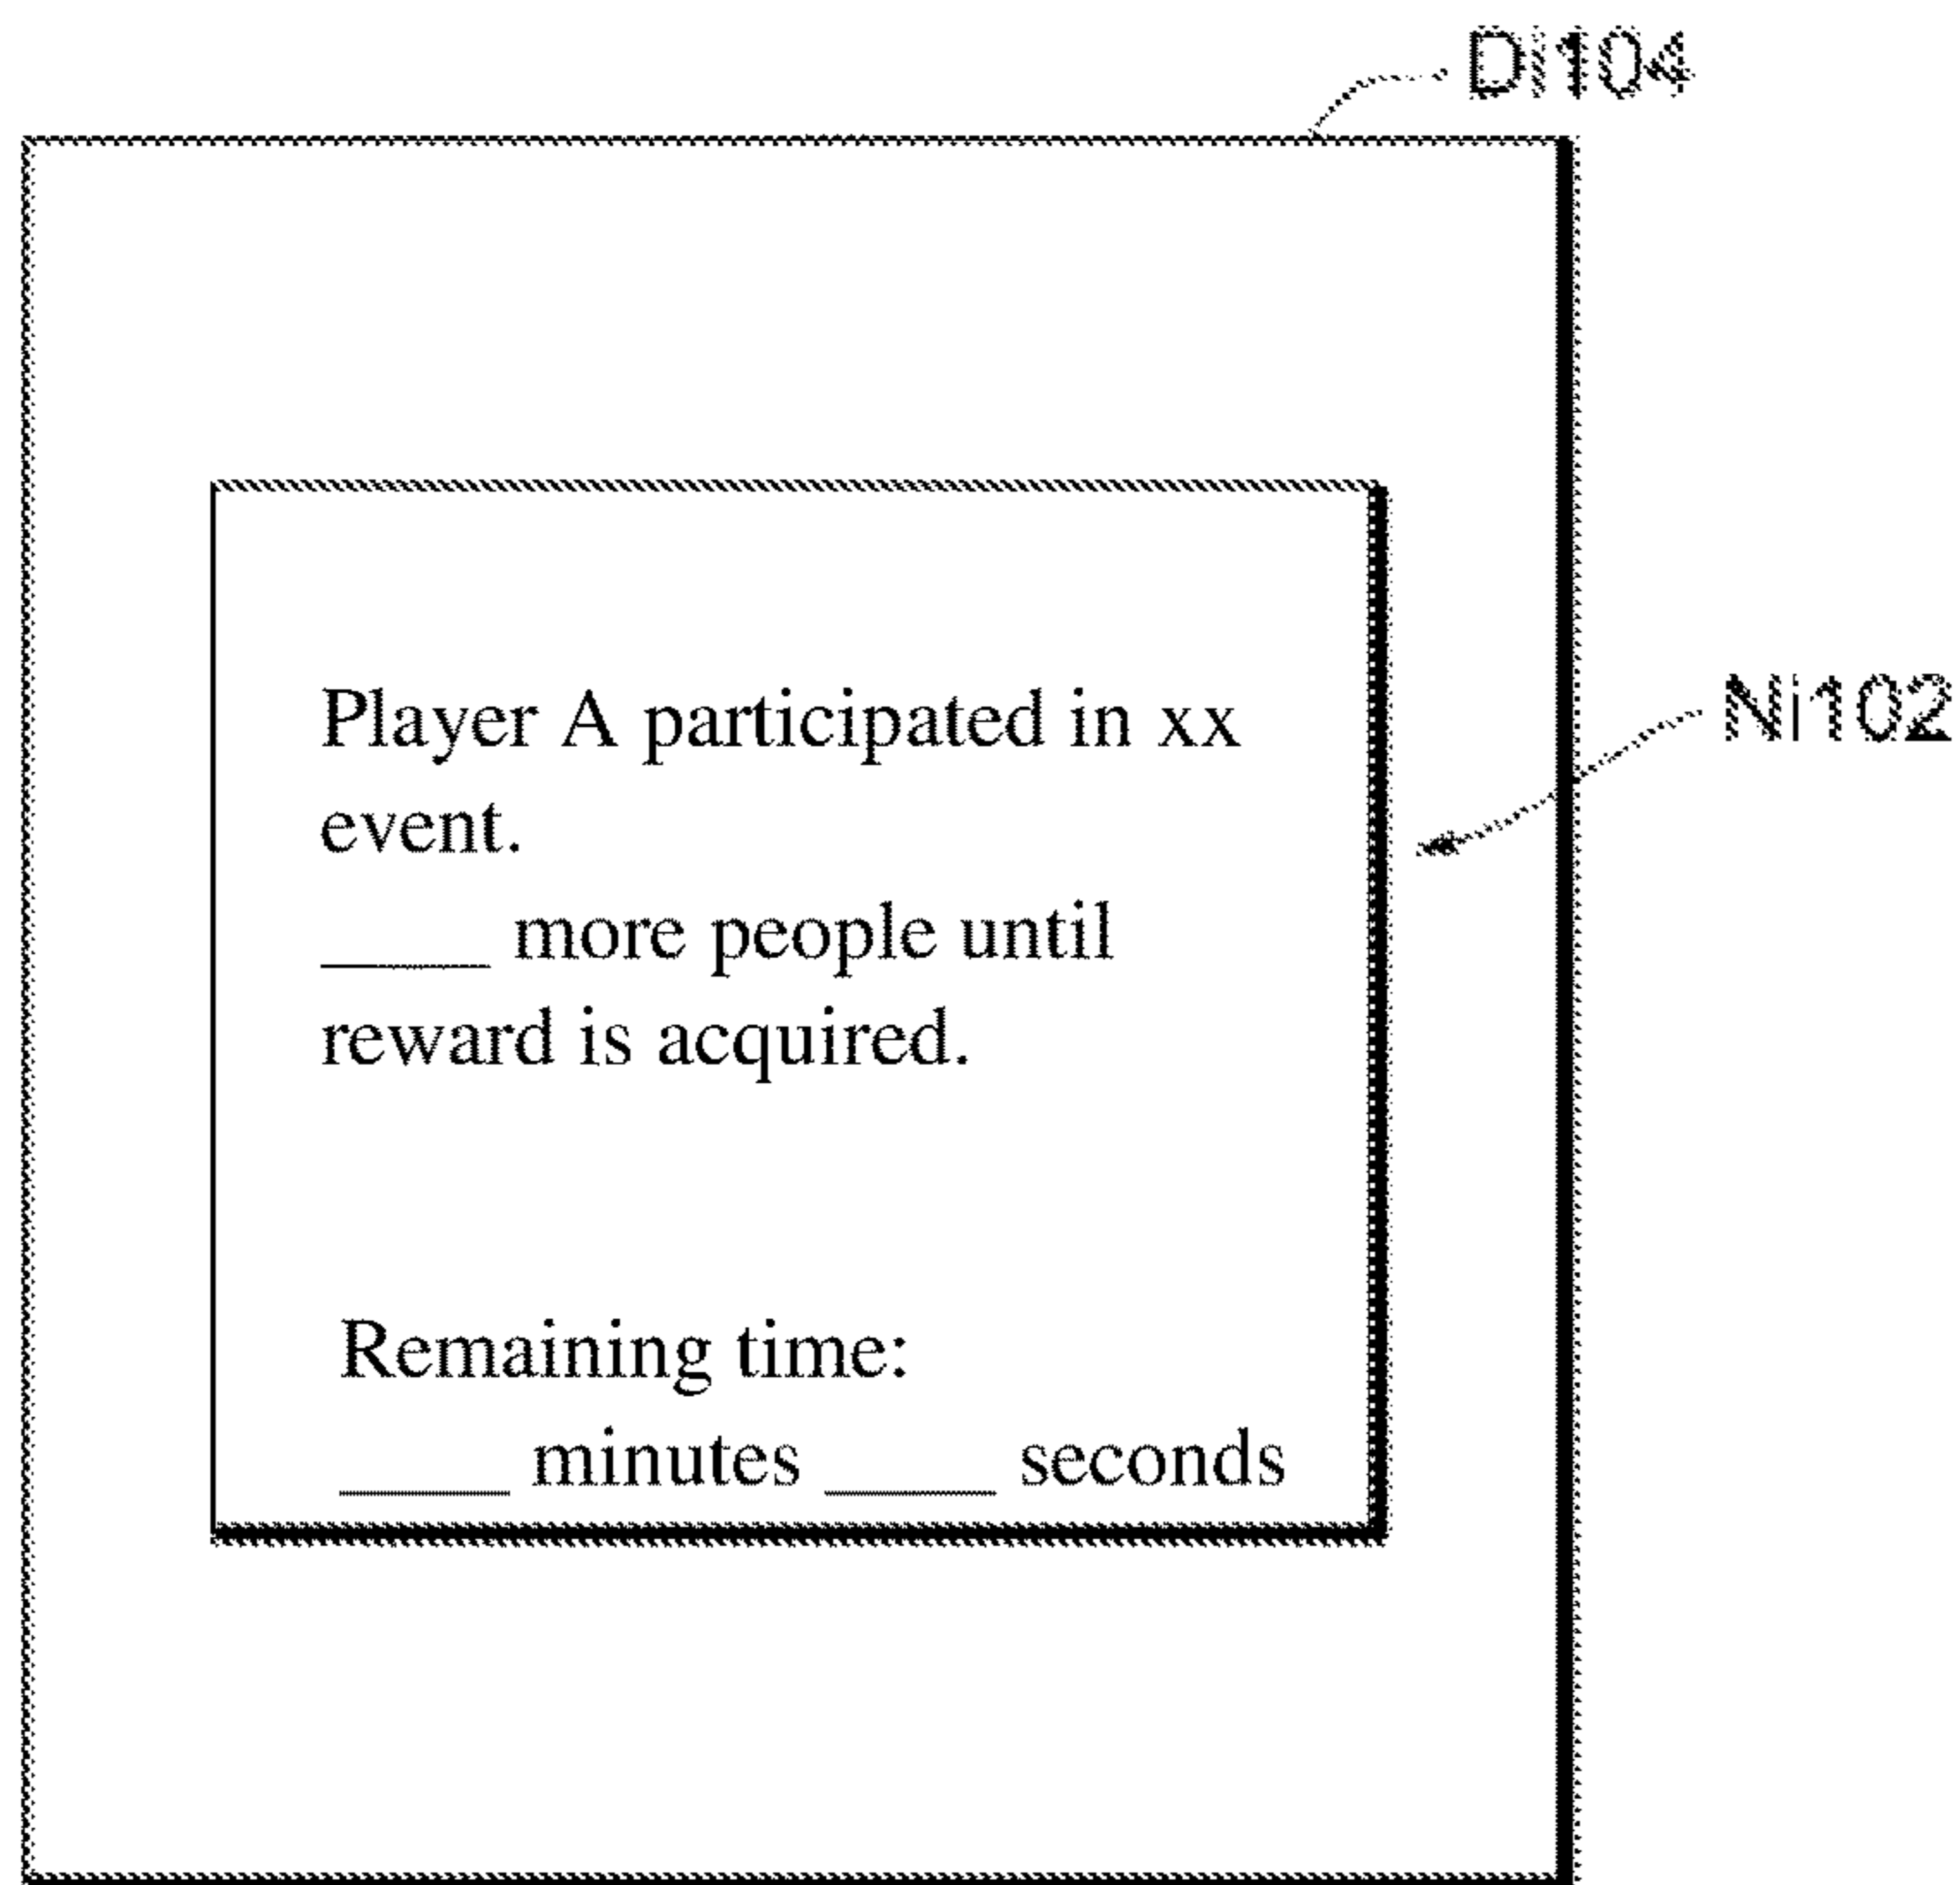 Di104
Player A participated in xx
event.
Ni102
_____ more people until
reward is acquired.
Remaining time:
_____ minutes _____ seconds